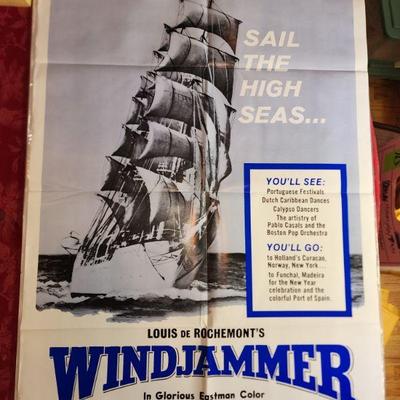 SAIL
THE
HIGH
SEAS...
YOU'LL SEE:
Portuguese Festivals
Dutch Caribbean Dances
Calypso Dancers
The artistry of
Pablo Casals and the
Boston Pop Orchestra
YOU'LL GO:
to Holland's Curacao,
Norway, New York...
to Funchal, Madeira
for the New Year
celebration and the
colorful Port of Spain.
LOUIS DE ROCHEMONT'S
WINDJAMMER
In Glorious Eastman Color